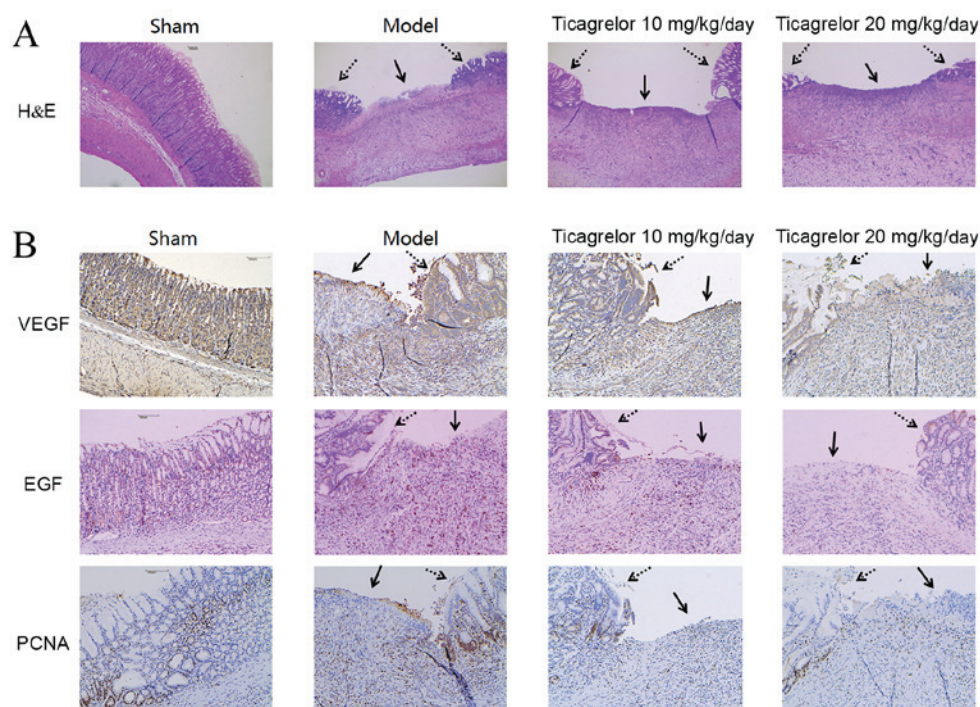 A
Sham Model Ticagrelor 10 mg/kg/day Ticagrelor 20 mg/kg/day
H&E
B
Sham Model Ticagrelor 10 mg/kg/day Ticagrelor 20 mg/kg/day
VEGF
EGF
PCNA